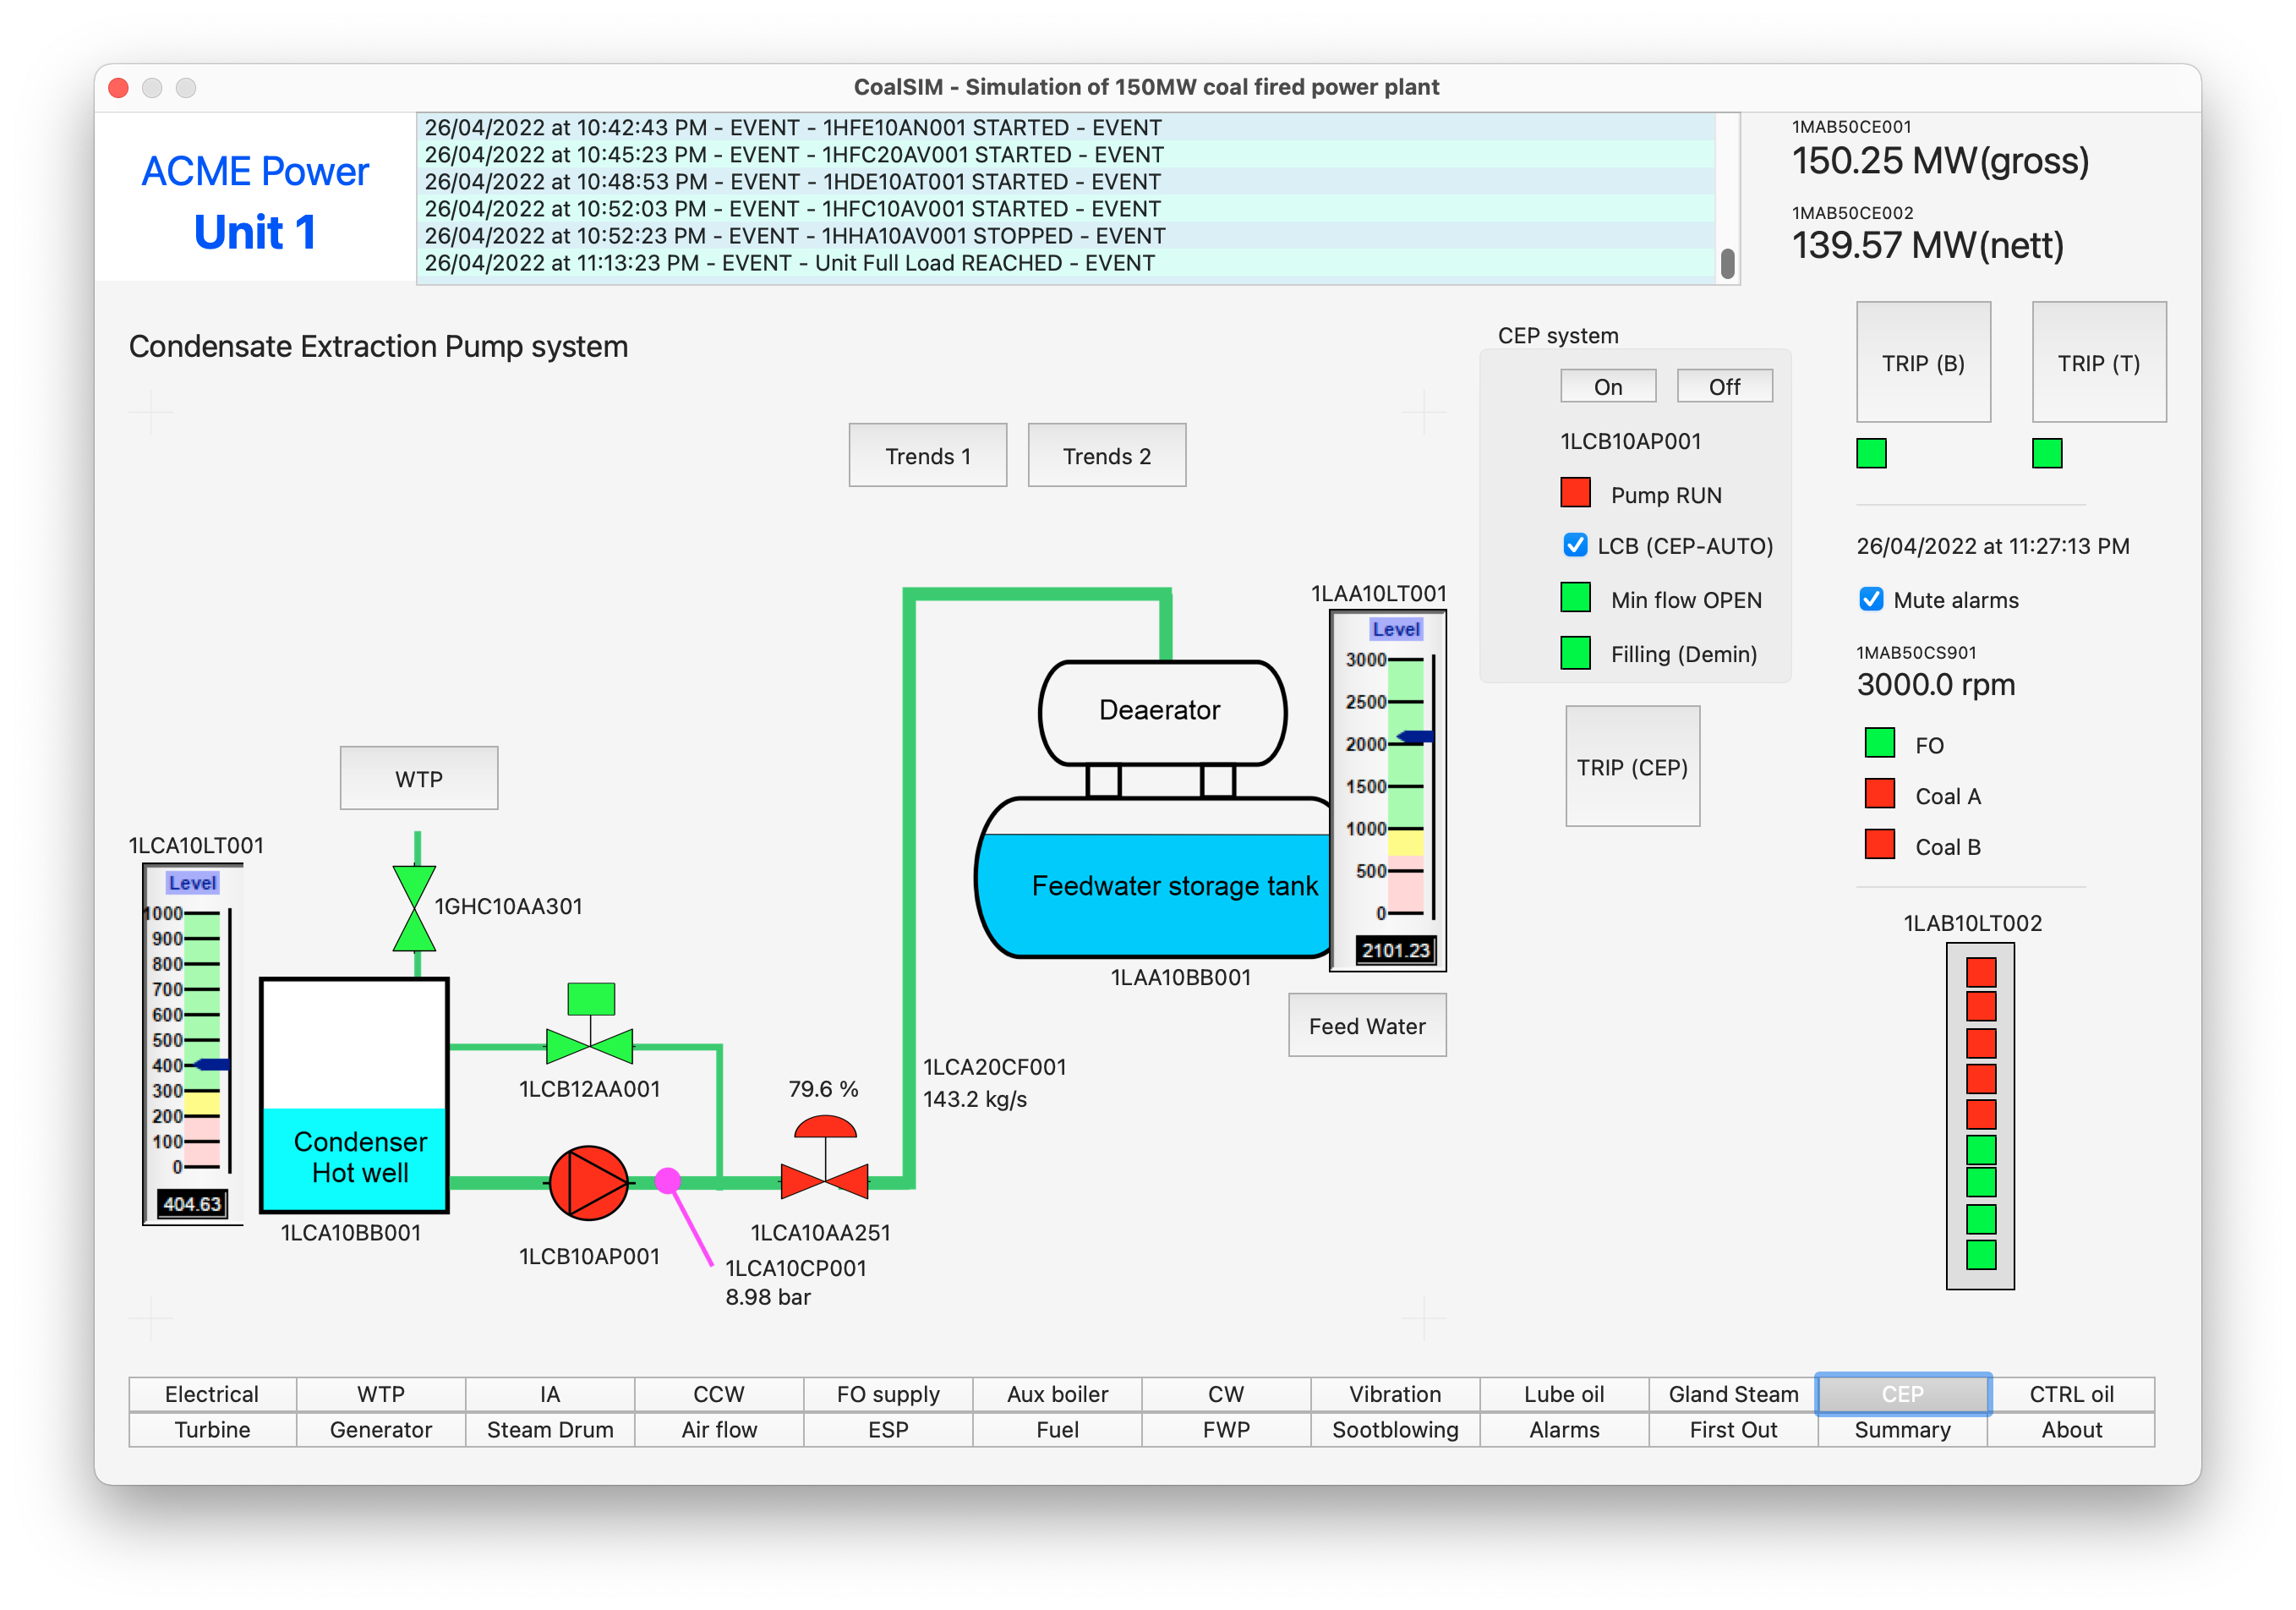 CoalSIM - Simulation of 150MW coal fired power plant
ACME Power
Unit 1
26/04/2022 at 10:42:43 PM - EVENT - 1HFE10AN001 STARTED - EVENT
26/04/2022 at 10:45:23 PM - EVENT - 1HFC20AV001 STARTED - EVENT
26/04/2022 at 10:48:53 PM - EVENT - 1HDE10AT001 STARTED - EVENT
26/04/2022 at 10:52:03 PM - EVENT - 1HFC10AV001 STARTED - EVENT
26/04/2022 at 10:52:23 PM - EVENT - 1HHA10AV001 STOPPED - EVENT
26/04/2022 at 11:13:23 PM - EVENT - Unit Full Load REACHED - EVENT
1MAB50CE001
150.25 MW(gross)
1MAB50CE002
139.57 MW(nett)
Condensate Extraction Pump system
Trends 1
Trends 2
CEP system
On
Off
1LCB10AP001
Pump RUN
LCB (CEP-AUTO)
Min flow OPEN
Filling (Demin)
TRIP (CEP)
TRIP (B)
TRIP (T)
26/04/2022 at 11:27:13 PM
Mute alarms
1MAB50CS901
3000.0 rpm
FO
Coal A
Coal B
1LAB10LT002
1LAA10LT001
Level
3000
2500
2000
1500
1000
500
0
2101.23
Deaerator
Feedwater storage tank
1LAA10BB001
Feed Water
WTP
1LCA10LT001
Level
1000
900
800
700
600
500
400
300
200
100
0
404.63
1GHC10AA301
Condenser
Hot well
1LCA10BB001
1LCB12AA001
1LCB10AP001
79.6 %
1LCA10AA251
1LCA10CP001
8.98 bar
1LCA20CF001
143.2 kg/s
Electrical
WTP
IA
CCW
FO supply
Aux boiler
CW
Vibration
Lube oil
Gland Steam
CEP
CTRL oil
Turbine
Generator
Steam Drum
Air flow
ESP
Fuel
FWP
Sootblowing
Alarms
First Out
Summary
About